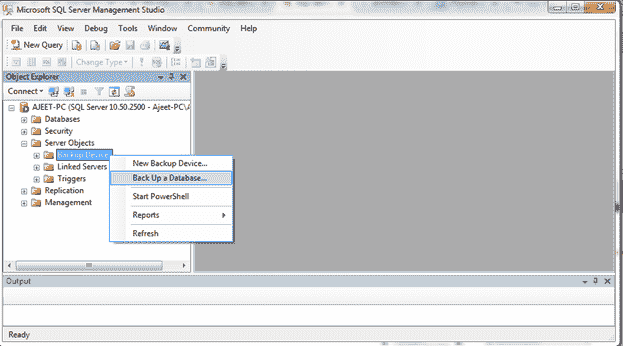 Microsoft SQL Server Management Studio
File Edit View Debug Tools Window Community Help
New Query
Change Type
Object Explorer
Connect
AJEET-PC (SQL Server 10.50.2500 - Ajeet-PC\A
Databases
Security
Server Objects
Backup Device
New Backup Device...
Linked Servers
Back Up a Database...
Triggers
Start PowerShell
Replication
Management
Reports
Refresh
Output
Ready